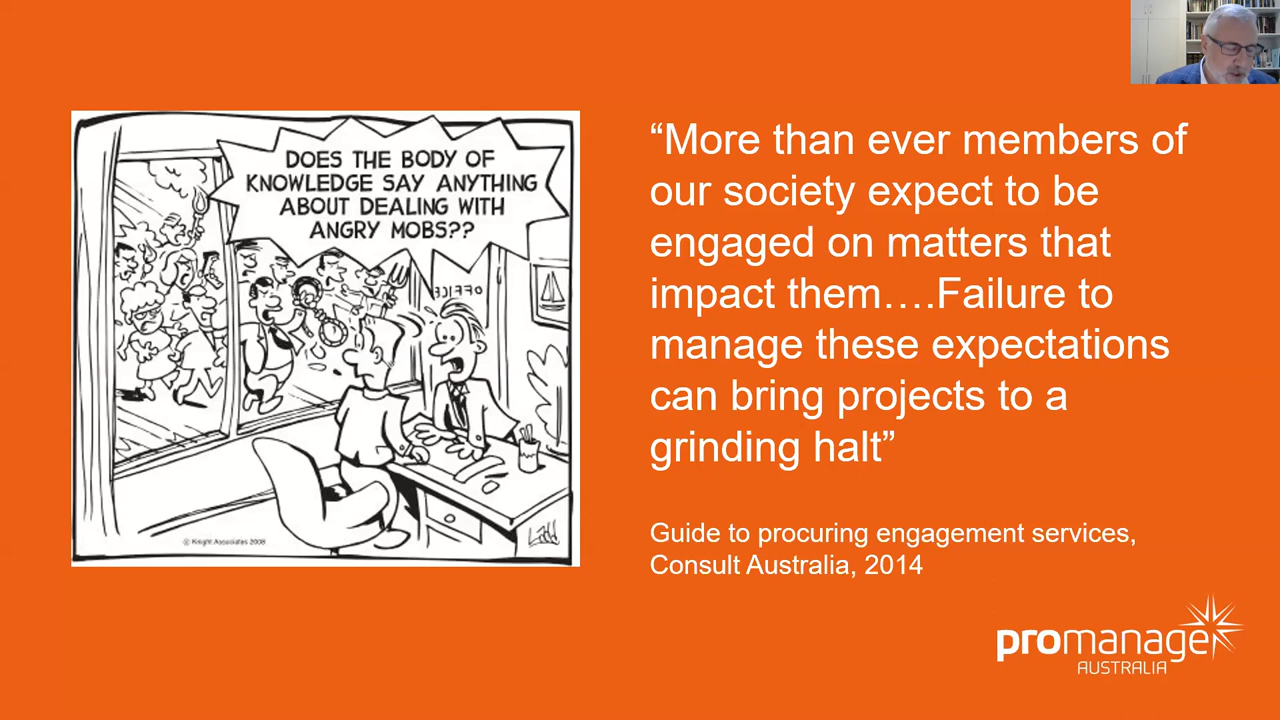 DOES THE BODY OF
KNOWLEDGE SAY ANYTHING
ABOUT DEALING WITH
ANGRY MOBS??
OFFICE
© Knight Associates 2008
Ladd
“More than ever members of
our society expect to be
engaged on matters that
impact them….Failure to
manage these expectations
can bring projects to a
grinding halt”
Guide to procuring engagement services,
Consult Australia, 2014
promanage
AUSTRALIA